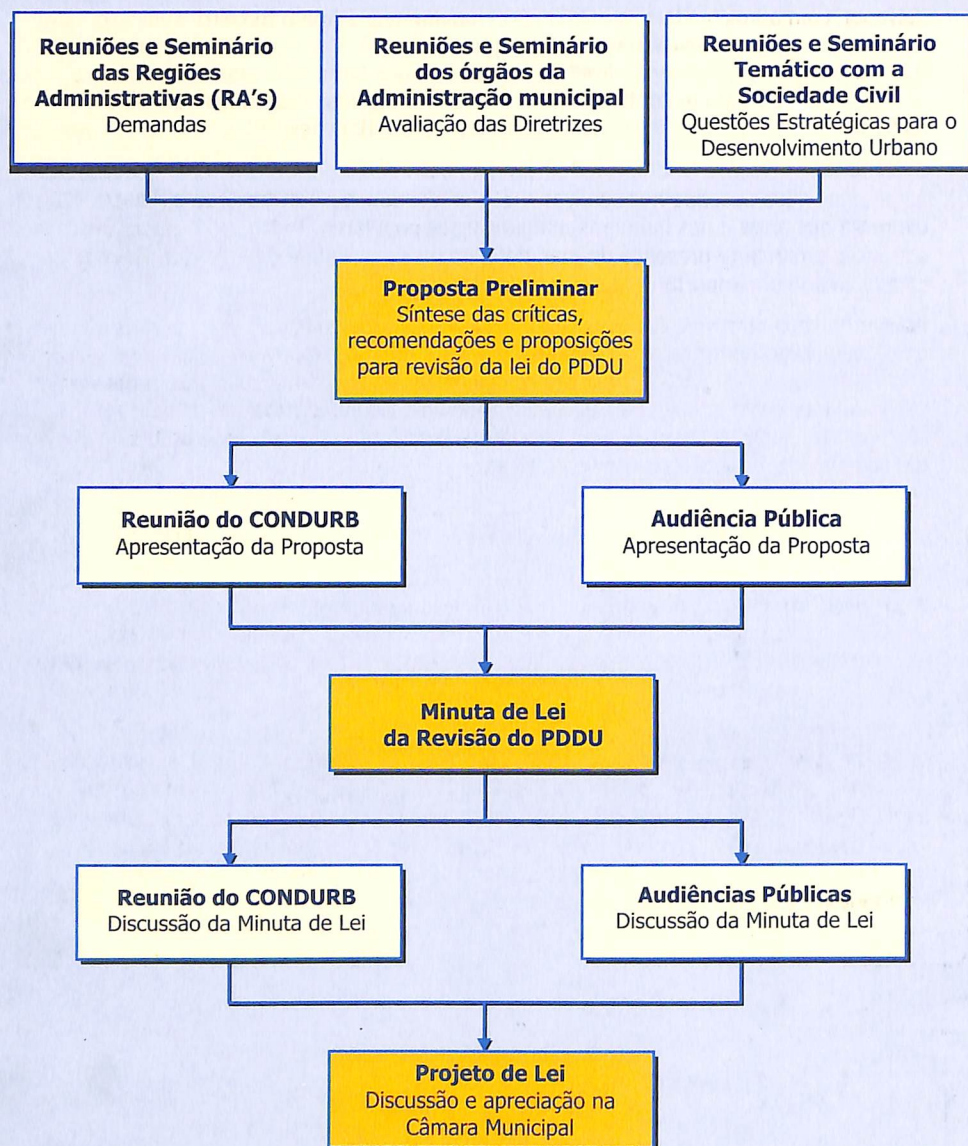 Reuniões e Seminário
das Regiões
Administrativas (RA's)
Demandas
Reuniões e Seminário
dos órgãos da
Administração municipal
Avaliação das Diretrizes
Reuniões e Seminário
Temático com a
Sociedade Civil
Questões Estratégicas para o
Desenvolvimento Urbano
Proposta Preliminar
Síntese das críticas,
recomendações e proposições
para revisão da lei do PDDU
Reunião do CONDURB
Apresentação da Proposta
Audiência Pública
Apresentação da Proposta
Minuta de Lei
da Revisão do PDDU
Reunião do CONDURB
Discussão da Minuta de Lei
Audiências Públicas
Discussão da Minuta de Lei
Projeto de Lei
Discussão e apreciação na
Câmara Municipal